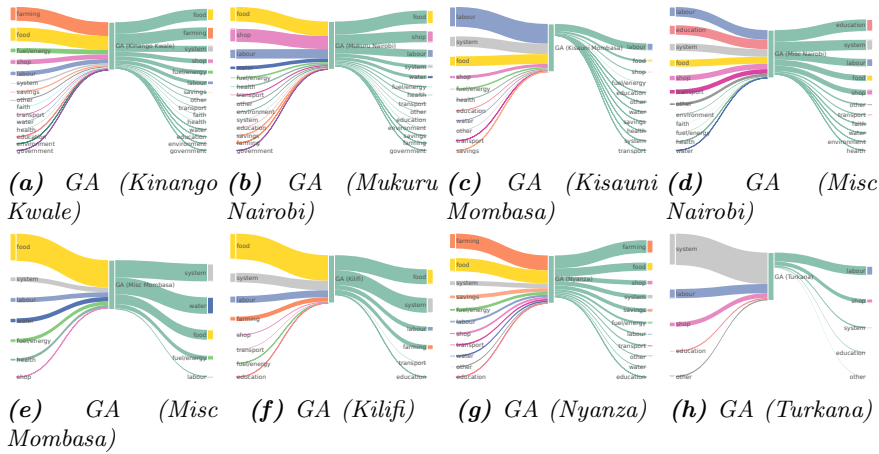 farming
food
fuel/energy
shop
labour
system
savings
other
faith
transport
water
health
education
environment
government
GA (Kinango Kwale)
food
farming
system
shop
fuel/energy
labour
savings
other
transport
faith
health
water
education
environment
government
(a) GA (Kinango
Kwale)
food
shop
labour
fuel/energy
health
transport
other
environment
system
education
savings
farming
government
GA (Mukuru Nairobi)
food
shop
labour
system
water
fuel/energy
health
transport
other
education
environment
savings
farming
government
(b) GA (Mukuru
Nairobi)
labour
system
food
shop
fuel/energy
health
education
water
other
transport
savings
GA (Kisauni Mombasa)
labour
food
shop
fuel/energy
education
other
water
savings
health
system
transport
(c) GA (Kisauni
Mombasa)
labour
education
system
food
shop
transport
other
environment
faith
fuel/energy
health
water
GA (Misc Nairobi)
education
system
labour
food
shop
other
transport
faith
water
environment
health
(d) GA (Misc
Nairobi)
food
system
labour
water
fuel/energy
health
shop
GA (Misc Mombasa)
system
water
food
fuel/energy
labour
(e) GA (Misc
Mombasa)
food
system
labour
farming
shop
transport
fuel/energy
education
GA (Kilifi)
food
system
labour
farming
transport
education
(f) GA (Kilifi)
farming
food
system
savings
fuel/energy
labour
shop
transport
water
other
education
GA (Nyanza)
farming
food
shop
system
savings
fuel/energy
labour
transport
other
water
education
(g) GA (Nyanza)
system
labour
shop
education
other
GA (Turkana)
labour
shop
system
education
other
(h) GA (Turkana)